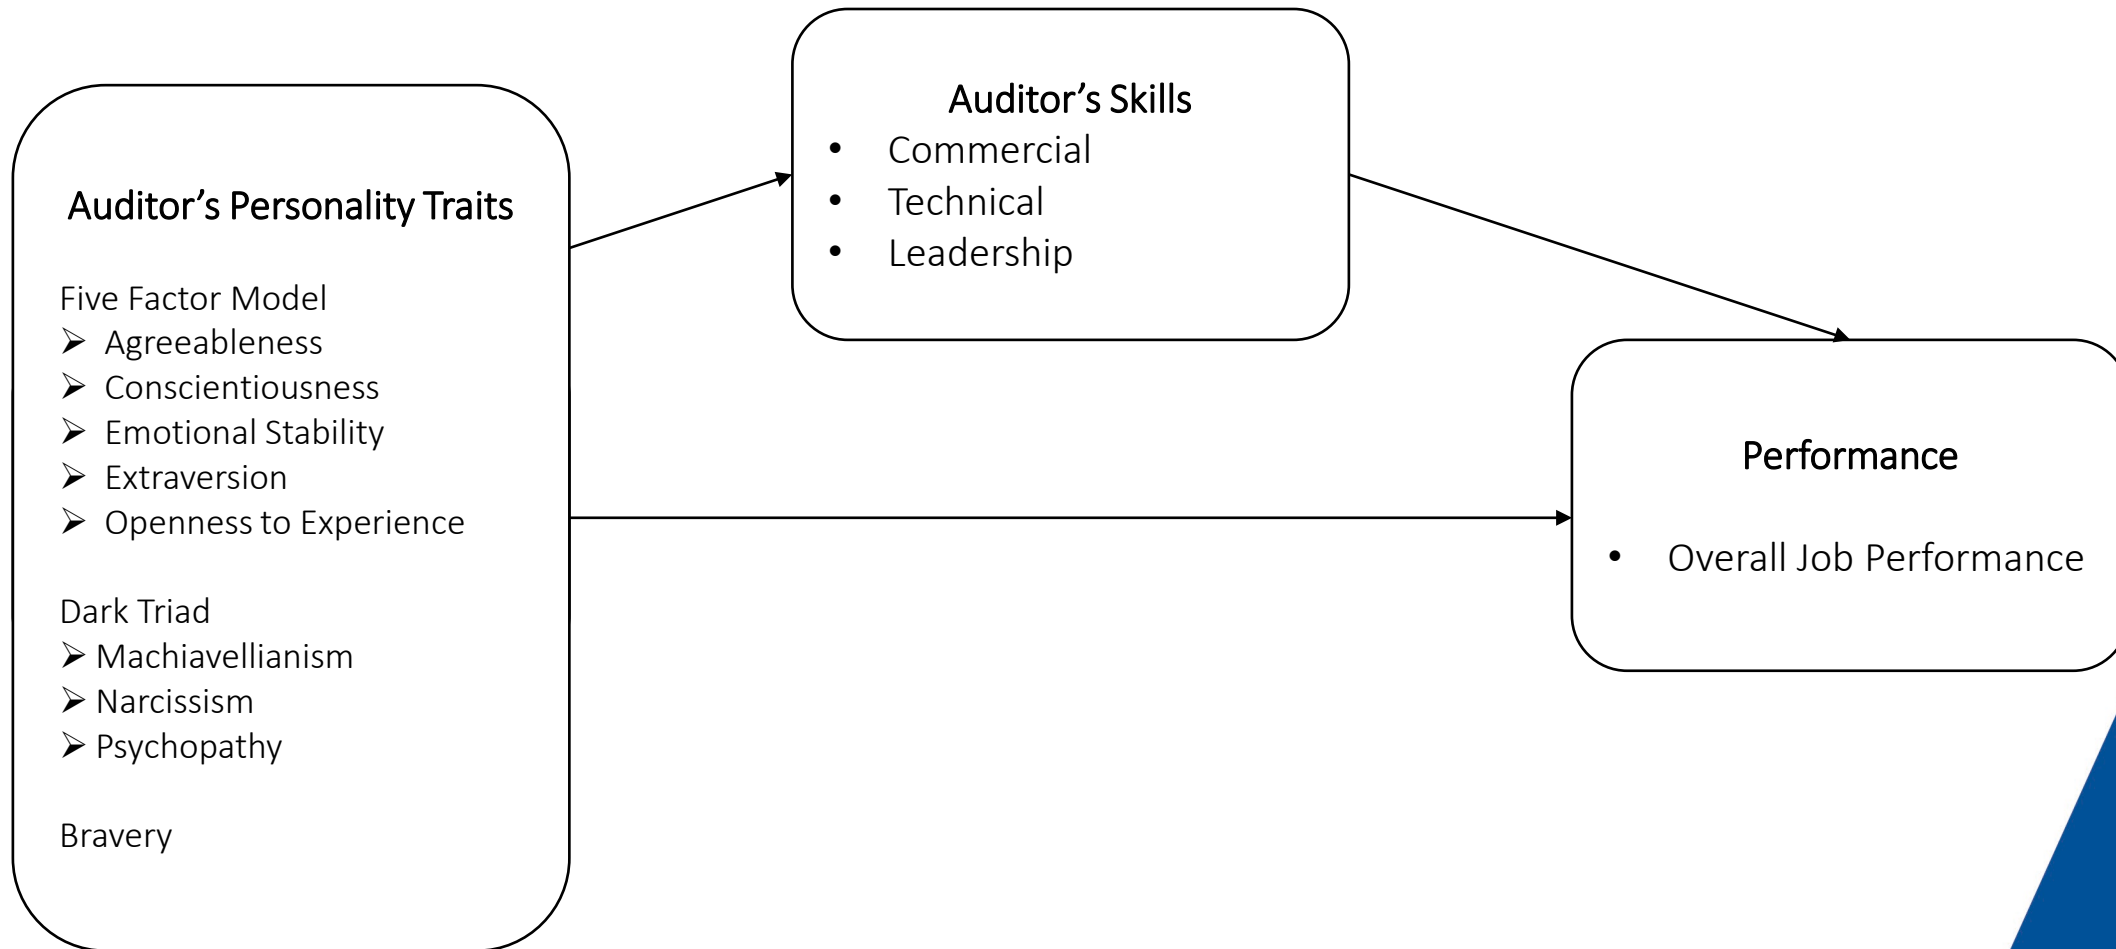 Auditor’s Personality Traits
Five Factor Model
➢ Agreeableness
➢ Conscientiousness
➢ Emotional Stability
➢ Extraversion
➢ Openness to Experience
Dark Triad
➢ Machiavellianism
➢ Narcissism
➢ Psychopathy
Bravery
Auditor’s Skills
• Commercial
• Technical
• Leadership
Performance
• Overall Job Performance